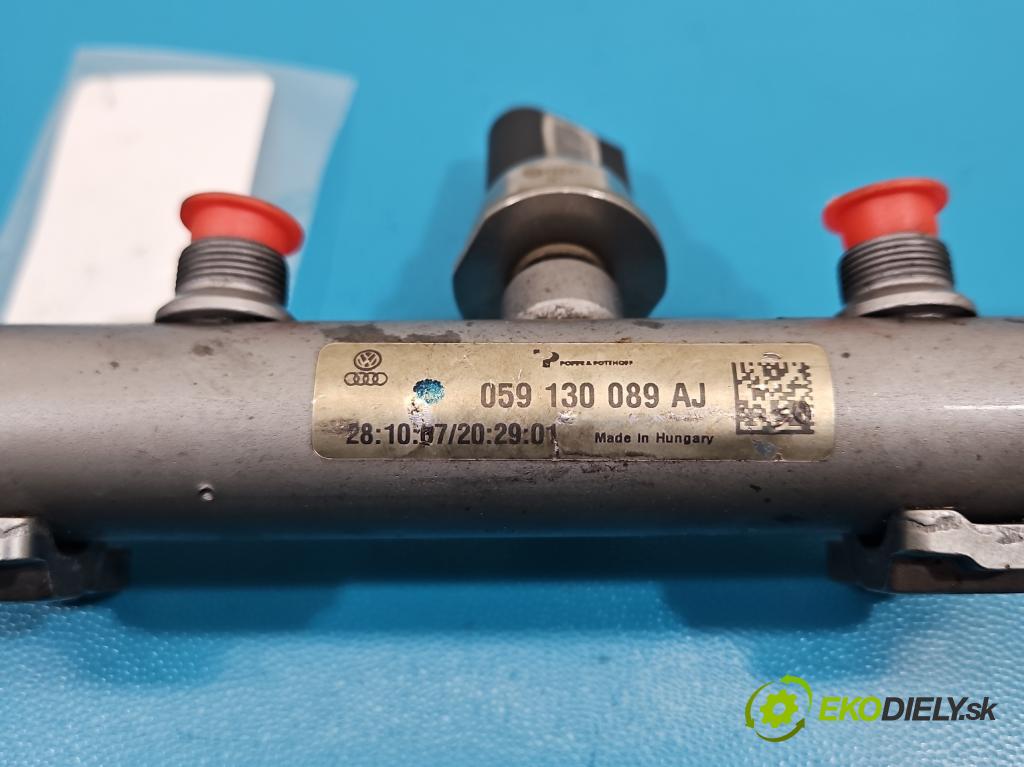 POPPE & POTTHOFF
059 130 089 AJ
28:10:07/20:29:01 Made in Hungary
EKODIELY.sk